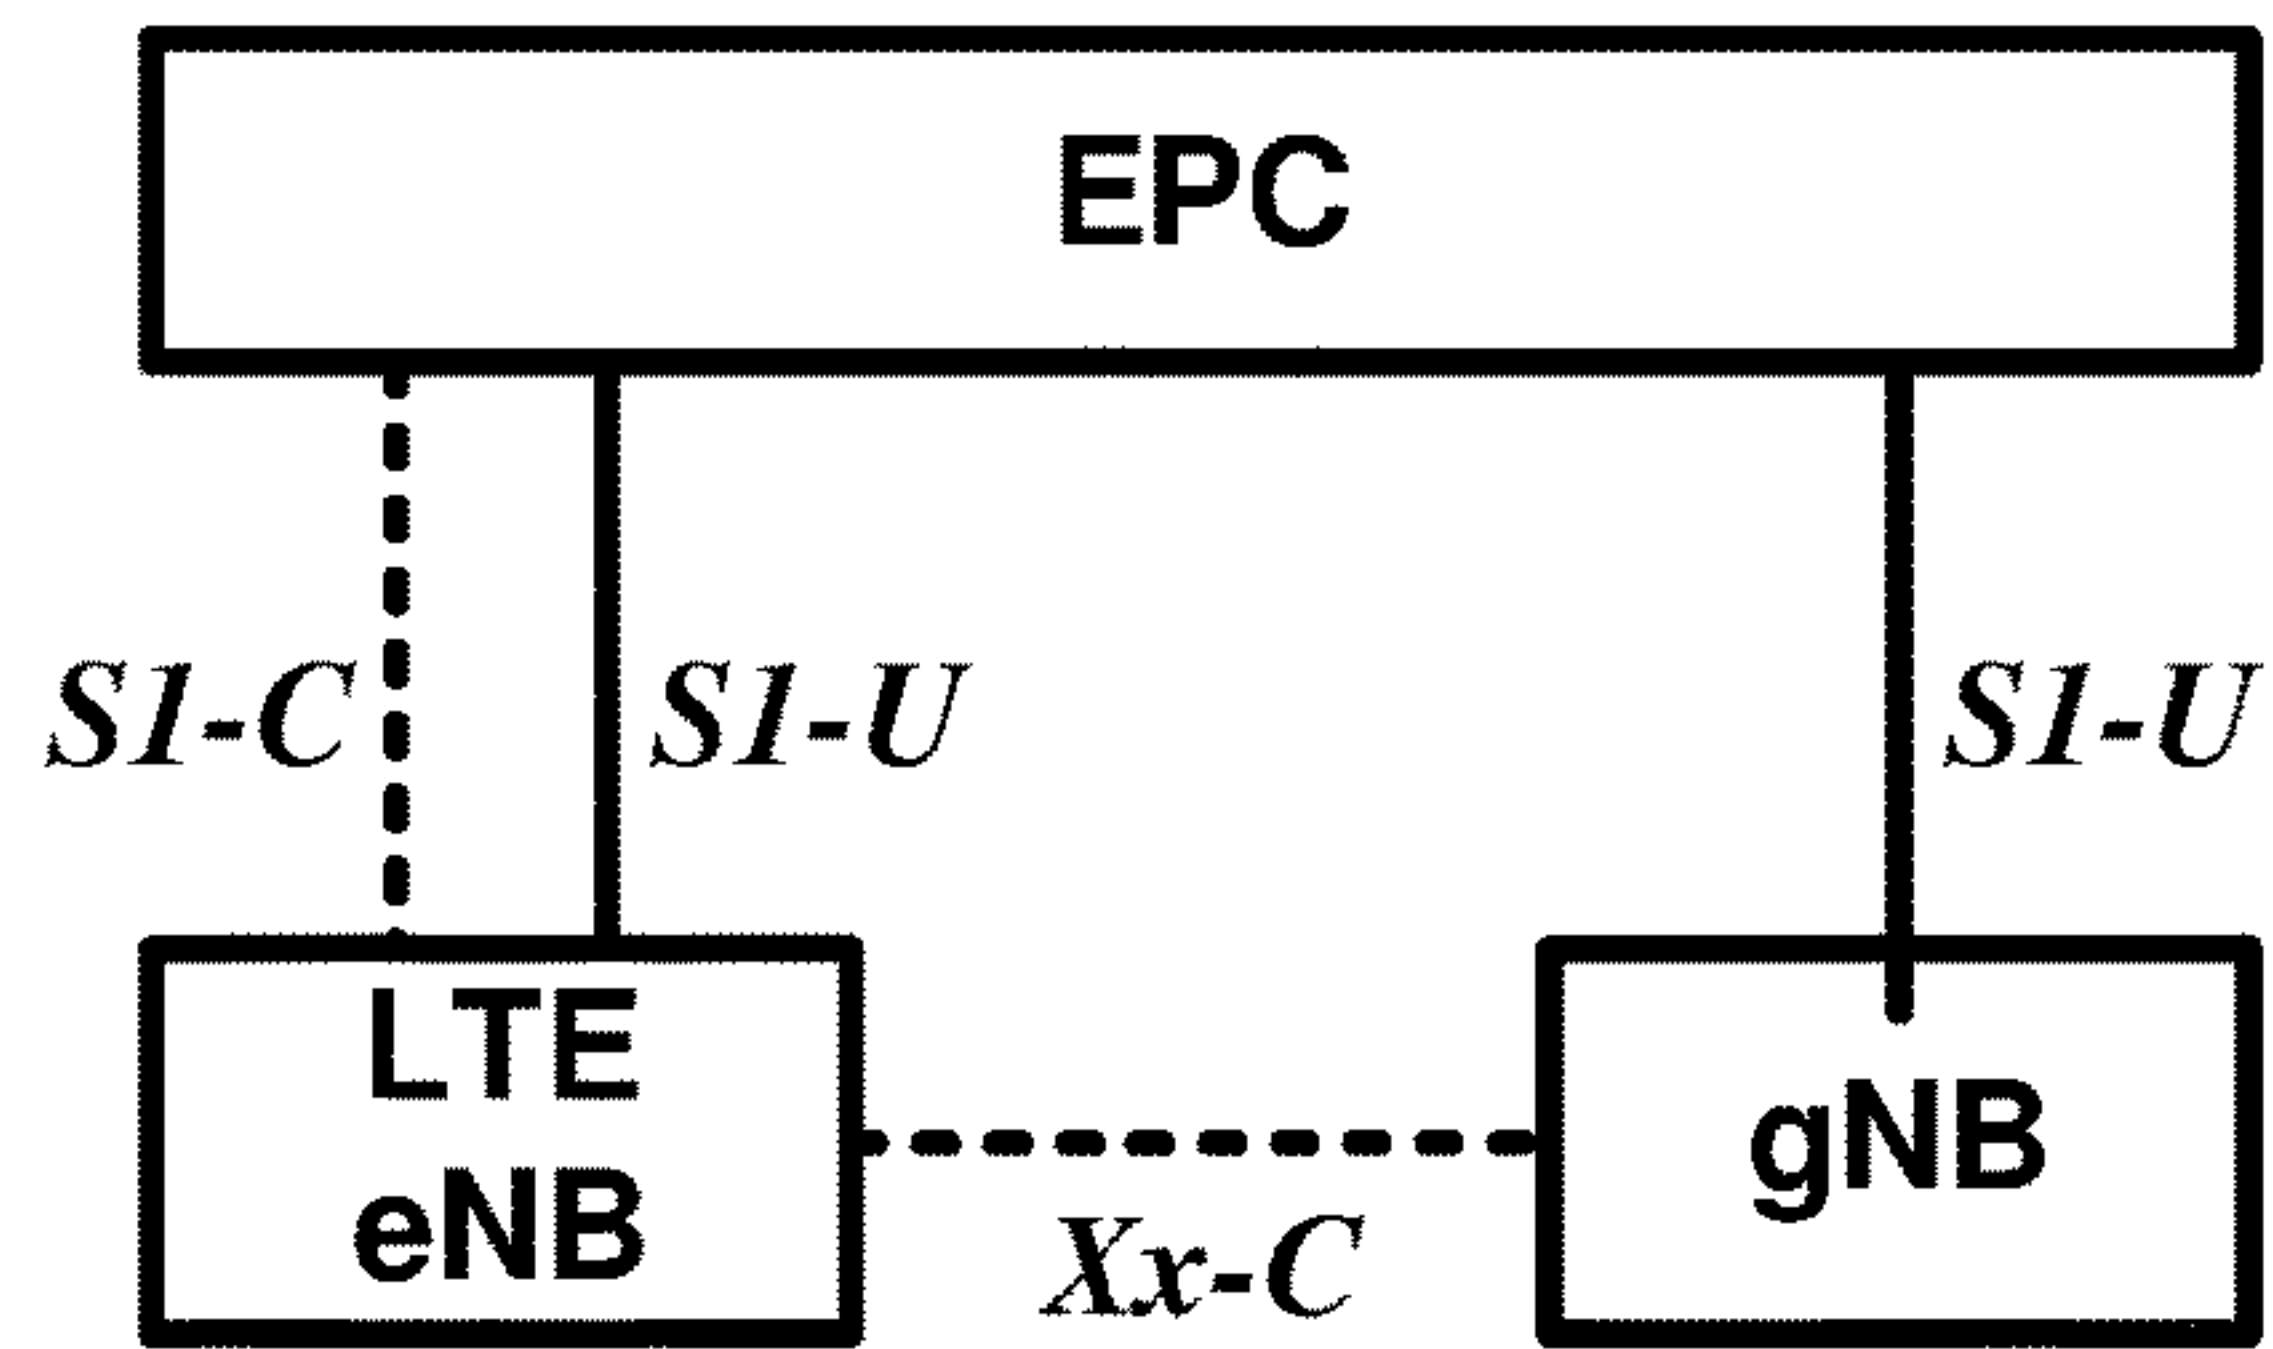 EPC
S1-C
S1-U
S1-U
LTE
eNB
gNB
Xx-C